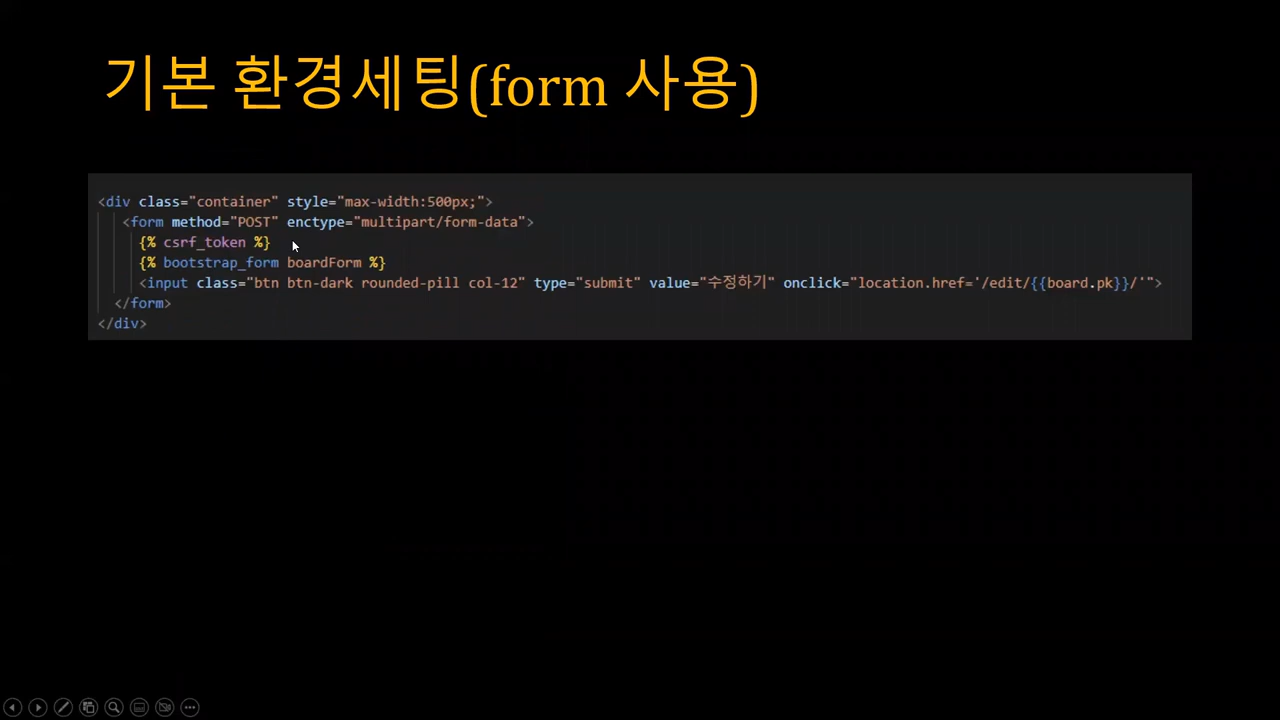 기본 환경세팅(form 사용)
<div class="container" style="max-width:500px;">
<form method="POST" enctype="multipart/form-data">
{% csrf_token %}
{% bootstrap_form boardForm %}
<input class="btn btn-dark rounded-pill col-12" type="submit" value="수정하기" onclick="location.href='/edit/{{board.pk}}/'">
</form>
</div>